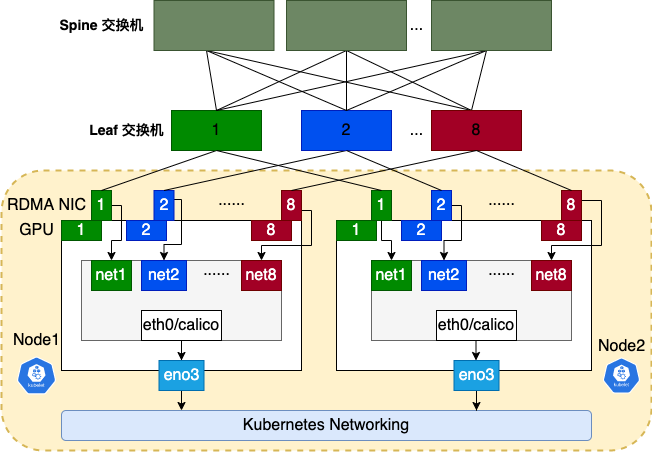 Spine 交换机
...
Leaf 交换机
1
2
...
8
RDMA NIC
1
2
......
8
1
2
......
8
GPU
1
2
8
1
2
8
net1
net2
......
net8
net1
net2
......
net8
eth0/calico
eth0/calico
Node1
Node2
kubelet
eno3
eno3
kubelet
Kubernetes Networking